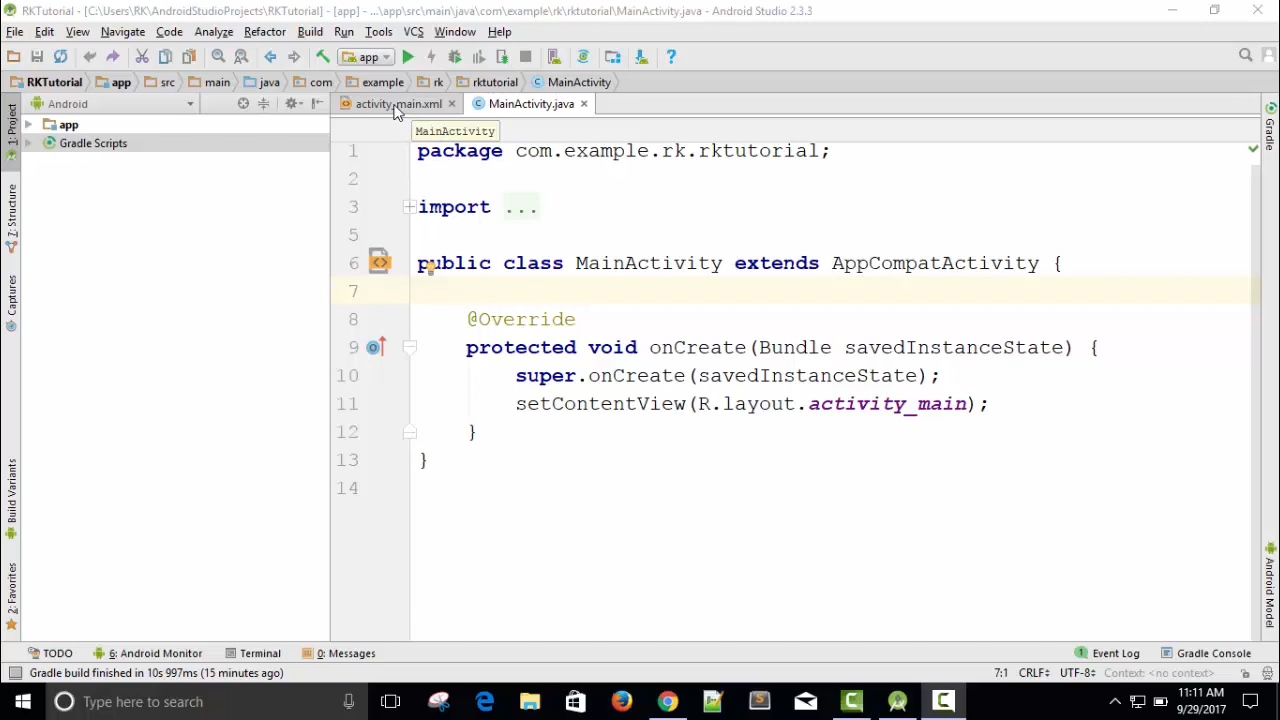 RKTutorial - [C:\Users\RK\AndroidStudioProjects\RKTutorial] - [app] - ...\app\src\main\java\com\example\rk\rktutorial\MainActivity.java - Android Studio 2.3.3
File Edit View Navigate Code Analyze Refactor Build Run Tools VCS Window Help
app
RKTutorial app src main java com example rk rktutorial MainActivity
Android activity_main.xml MainActivity.java
MainActivity
app
Gradle Scripts
1: Project
7: Structure
Captures
Build Variants
2: Favorites
1 package com.example.rk.rktutorial;
2
3 import ...
5
6 public class MainActivity extends AppCompatActivity {
7
8 @Override
9 protected void onCreate(Bundle savedInstanceState) {
10 super.onCreate(savedInstanceState);
11 setContentView(R.layout.activity_main);
12 }
13 }
14
Gradle
Android Model
TODO 6: Android Monitor Terminal 0: Messages 1 Event Log Gradle Console
Gradle build finished in 10s 997ms (15 minutes ago) 7:1 CRLF÷ UTF-8÷ Context: <no context>
Type here to search
11:11 AM
9/29/2017